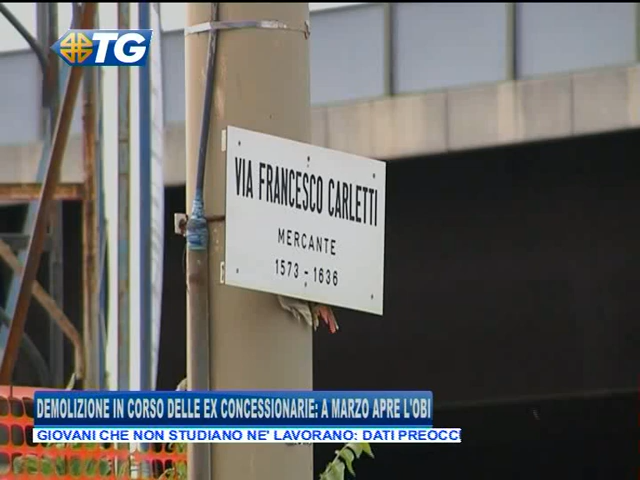 TG
VIA FRANCESCO CARLETTI
MERCANTE
1573 - 1636
DEMOLIZIONE IN CORSO DELLE EX CONCESSIONARIE: A MARZO APRE L'OBI
GIOVANI CHE NON STUDIANO NE' LAVORANO: DATI PREOCC